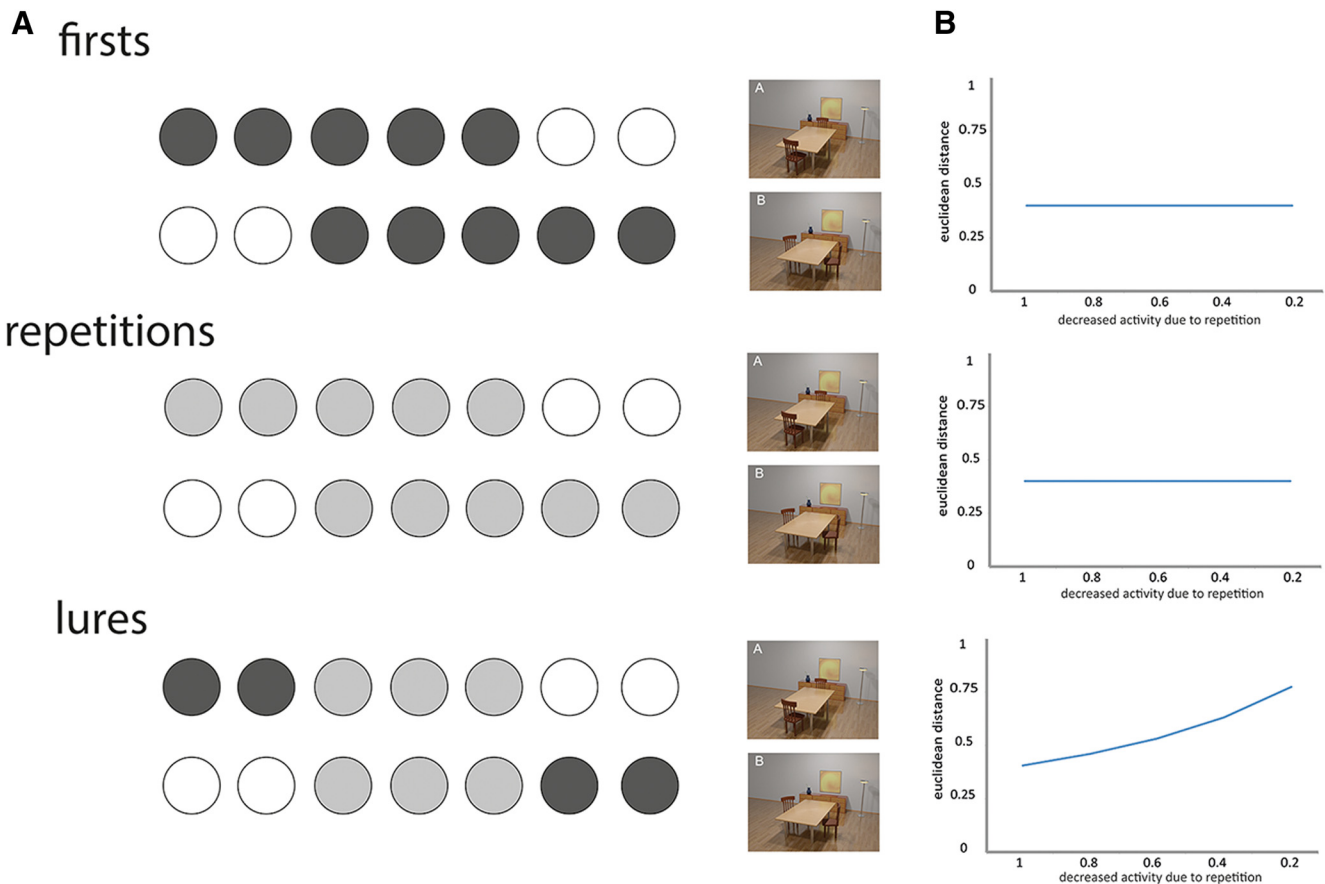 A
firsts
A
B
B
1
0.75
0.5
0.25
0
euclidean distance
1 0.8 0.6 0.4 0.2
decreased activity due to repetition
repetitions
A
B
1
0.75
0.5
0.25
0
euclidean distance
1 0.8 0.6 0.4 0.2
decreased activity due to repetition
lures
A
B
1
0.75
0.5
0.25
0
euclidean distance
1 0.8 0.6 0.4 0.2
decreased activity due to repetition